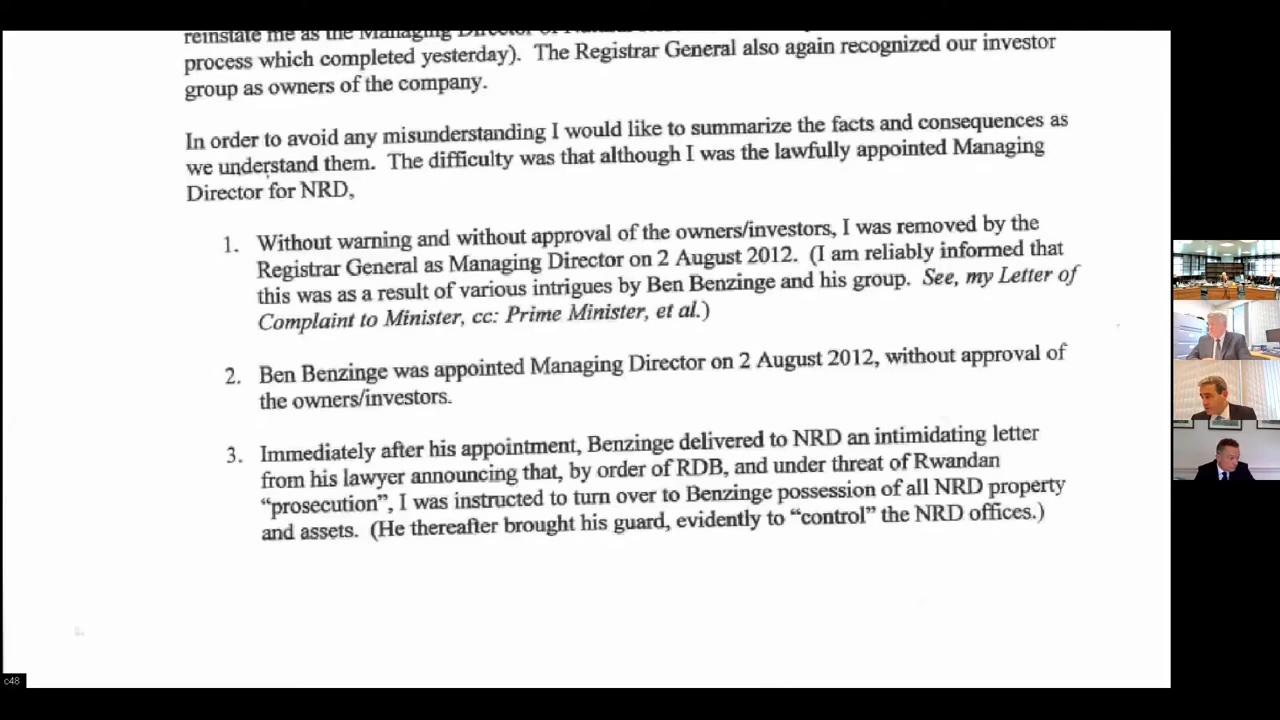 reinstate me as the Managing Director of
process which completed yesterday). The Registrar General also again recognized our investor
group as owners of the company.
In order to avoid any misunderstanding I would like to summarize the facts and consequences as
we understand them. The difficulty was that although I was the lawfully appointed Managing
Director for NRD,
1. Without warning and without approval of the owners/investors, I was removed by the
Registrar General as Managing Director on 2 August 2012. (I am reliably informed that
this was as a result of various intrigues by Ben Benzinge and his group. See, my Letter of
Complaint to Minister, cc: Prime Minister, et al.)
2. Ben Benzinge was appointed Managing Director on 2 August 2012, without approval of
the owners/investors.
3. Immediately after his appointment, Benzinge delivered to NRD an intimidating letter
from his lawyer announcing that, by order of RDB, and under threat of Rwandan
“prosecution”, I was instructed to turn over to Benzinge possession of all NRD property
and assets. (He thereafter brought his guard, evidently to “control” the NRD offices.)
c48